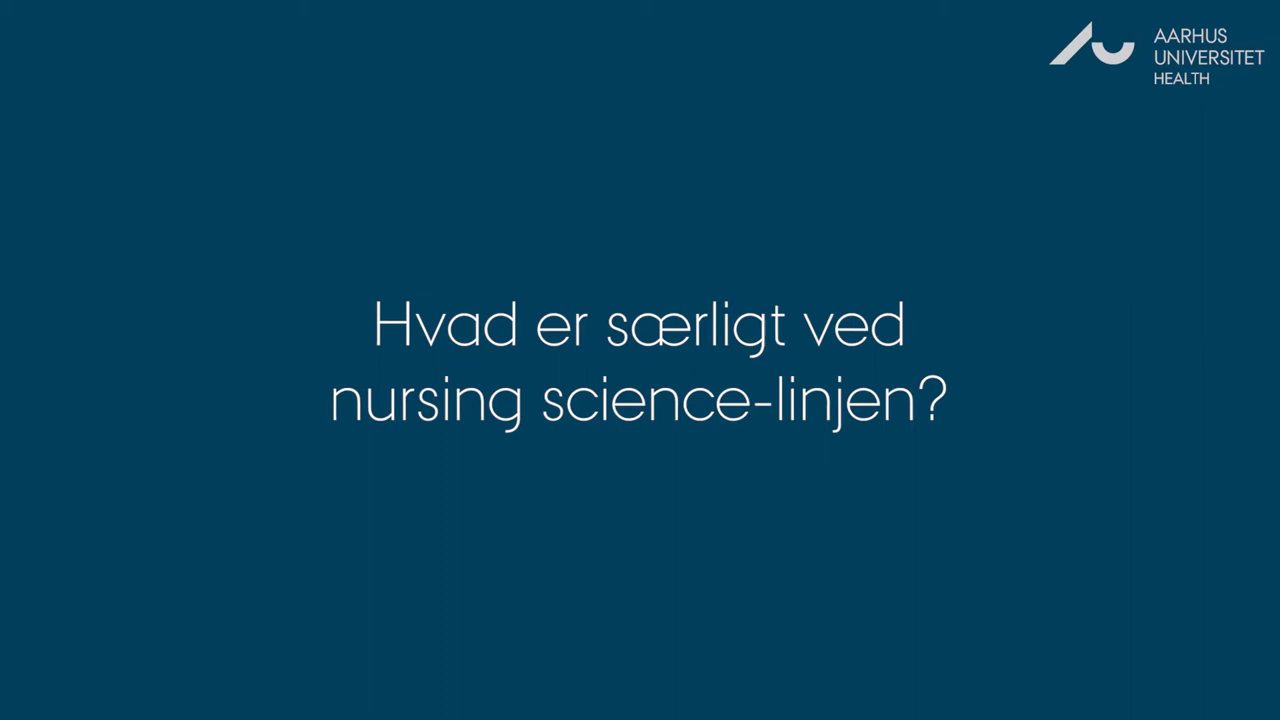 AARHUS
UNIVERSITET
HEALTH
Hvad er særligt ved
nursing science-linjen?